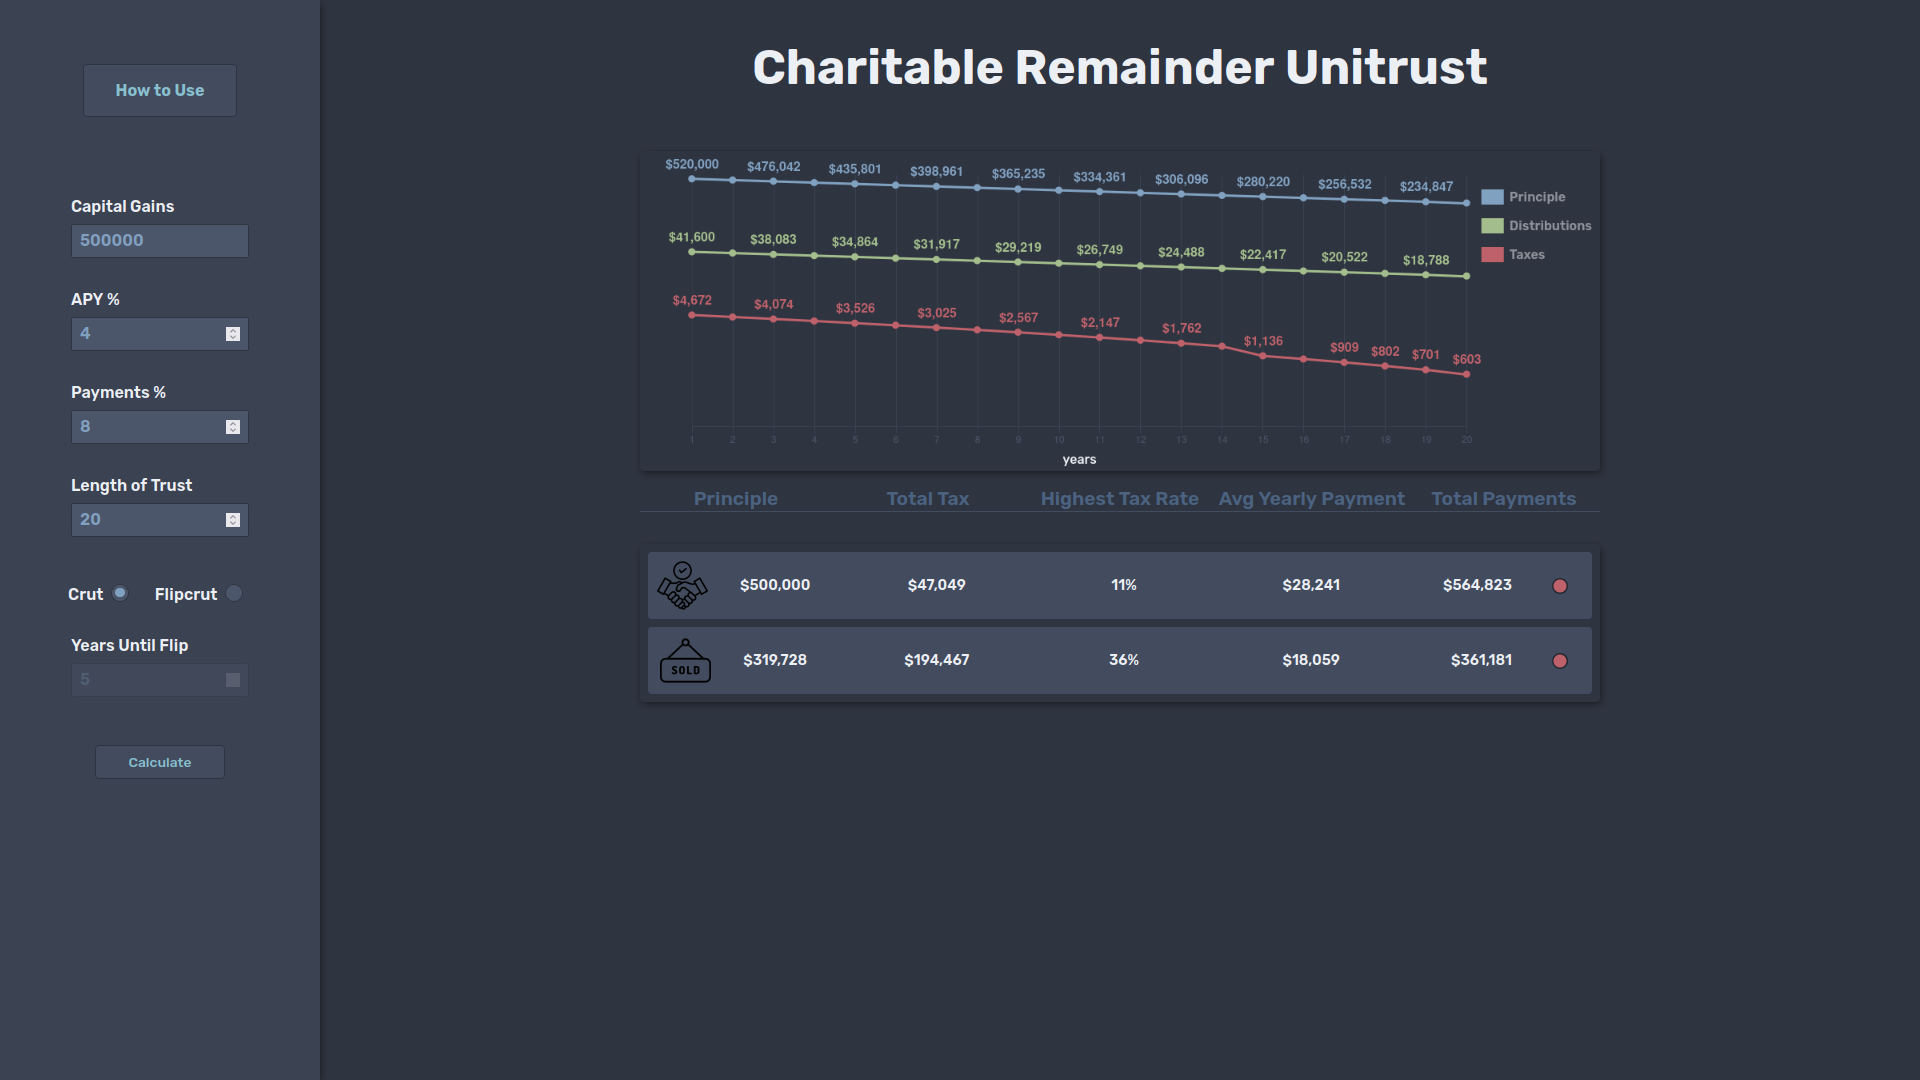 How to Use
Capital Gains
500000
APY %
4
Payments %
8
Length of Trust
20
Crut
Flipcrut
Years Until Flip
5
Calculate
Charitable Remainder Unitrust
$520,000 $476,042 $435,801 $398,961 $365,235 $334,361 $306,096 $280,220 $256,532 $234,847
Principle
Distributions
Taxes
$41,600 $38,083 $34,864 $31,917 $29,219 $26,749 $24,488 $22,417 $20,522 $18,788
$4,672 $4,074 $3,526 $3,025 $2,567 $2,147 $1,762 $1,136 $909 $802 $701 $603
1 2 3 4 5 6 7 8 9 10 11 12 13 14 15 16 17 18 19 20
years
Principle Total Tax Highest Tax Rate Avg Yearly Payment Total Payments
$500,000 $47,049 11% $28,241 $564,823
SOLD $319,728 $194,467 36% $18,059 $361,181